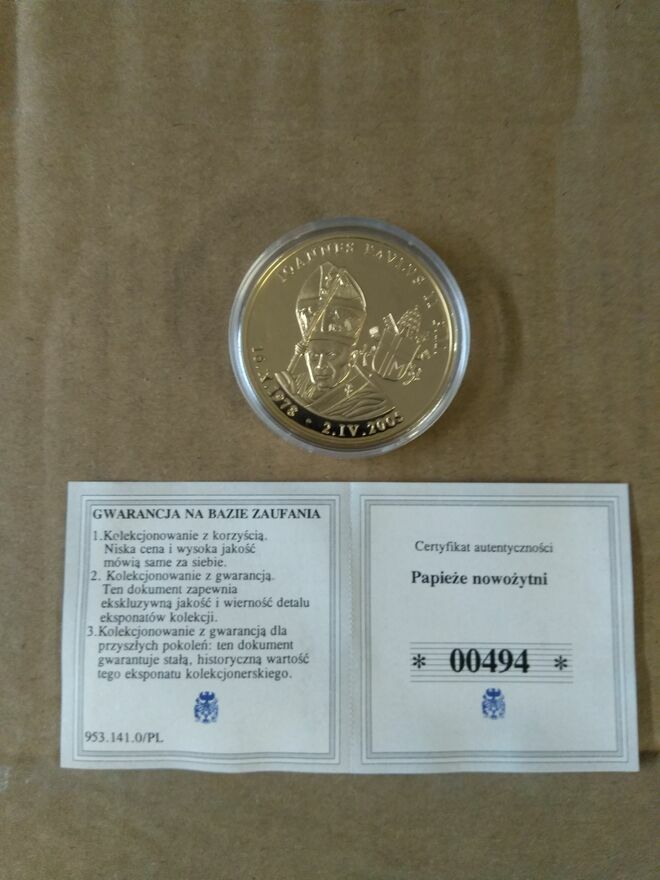 IOANNES PAVLVS II
16.X.1978 • 2.IV.2005
GWARANCJA NA BAZIE ZAUFANIA
1.Kolekcjonowanie z korzyścią.
Niska cena i wysoka jakość
mówią same za siebie.
2. Kolekcjonowanie z gwarancją.
Ten dokument zapewnia
ekskluzywną jakość i wierność detalu
eksponatów kolekcji.
3.Kolekcjonowanie z gwarancją dla
przyszłych pokoleń: ten dokument
gwarantuje stałą, historyczną wartość
tego eksponatu kolekcjonerskiego.
953.141.0/PL
Certyfikat autentyczności
Papieże nowożytni
* 00494 *